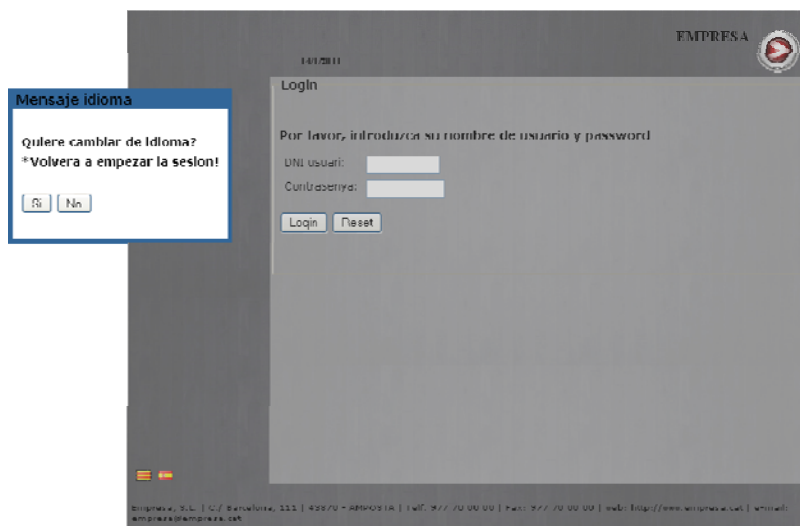 EMPRESA
14/1/2011
Login
Mensaje idioma
Quiere cambiar de idioma?
*Volvera a empezar la sesion!
Si No
Por favor, introduzca su nombre de usuario y password
DNI usuari:
Contrasenya:
Login Reset
Empresa, S.L. | C./ Barcelona, 111 | 43870 - AMPOSTA | Telf: 977 70 00 00 | Fax: 977 70 00 00 | web: http://www.empresa.cat | e-mail:
empresa@empresa.cat